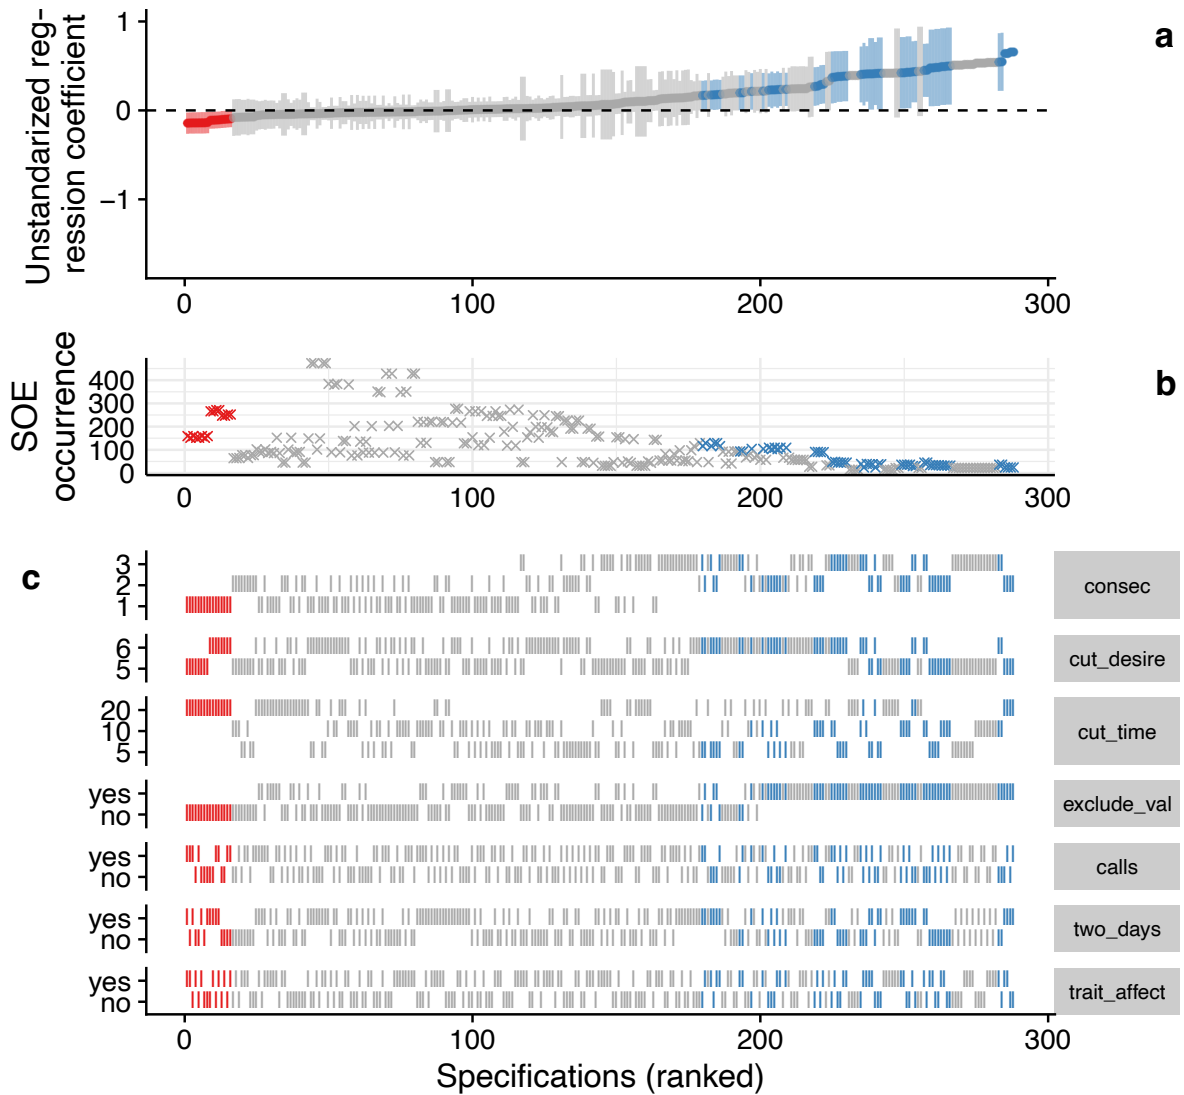 Unstandarized reg-
ression coefficient
1
0
−1
a
0
100
200
300
SOE
occurrence
400
300
200
100
0
b
0
100
200
300
c
3
2
1
consec
6
5
cut_desire
20
10
5
cut_time
yes
no
exclude_val
yes
no
calls
yes
no
two_days
yes
no
trait_affect
0
100
200
300
Specifications (ranked)